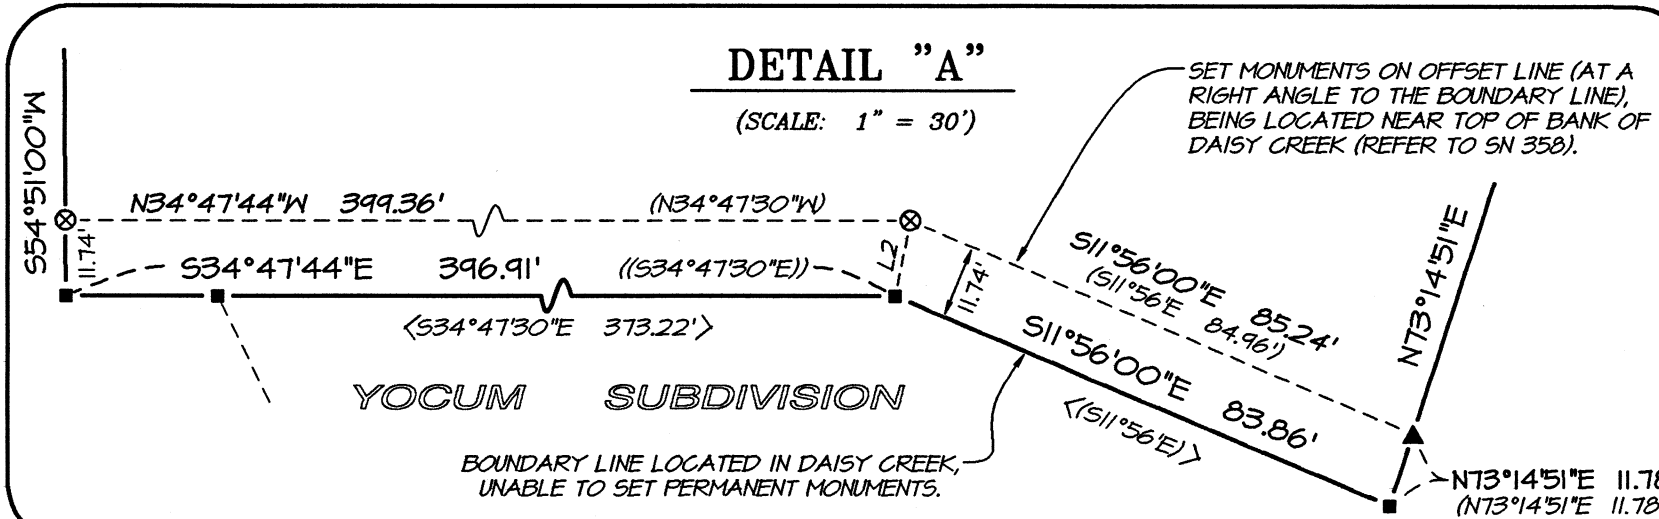 DETAIL "A"
(SCALE: 1" = 30')
SET MONUMENTS ON OFFSET LINE (AT A
RIGHT ANGLE TO THE BOUNDARY LINE),
BEING LOCATED NEAR TOP OF BANK OF
DAISY CREEK (REFER TO SN 358).
S54°51'00"W
N34°47'44"W 399.36' (N34°47'30"W)
11.74'
S34°47'44"E 396.91' ((S34°47'30"E))
L2
<S34°47'30"E 373.22'>
11.74'
S11°56'00"E 85.24'
(S11°56'E 84.96')
S11°56'00"E 83.86'
<(S11°56'E)>
N73°14'51"E
YOCUM SUBDIVISION
BOUNDARY LINE LOCATED IN DAISY CREEK,
UNABLE TO SET PERMANENT MONUMENTS.
N73°14'51"E 11.78
(N73°14'51"E 11.78